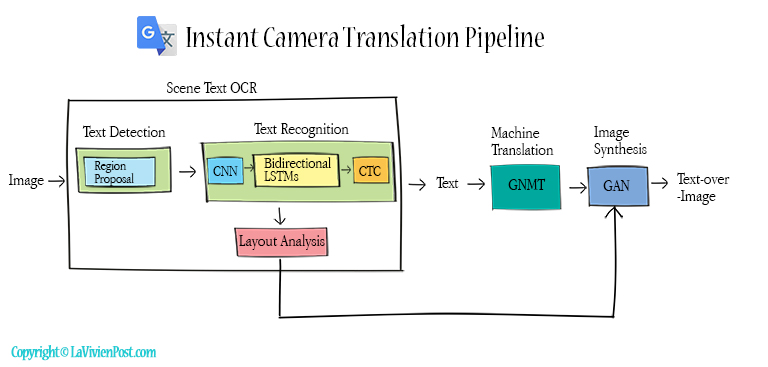 G 文
Instant Camera Translation Pipeline
Scene Text OCR
Text Detection
Text Recognition
Machine
Translation
Image
Synthesis
Image
Region
Proposal
CNN
Bidirectional
LSTMs
CTC
Text
GNMT
GAN
Text-over
-Image
Layout Analysis
Copyright © LaVivienPost.com